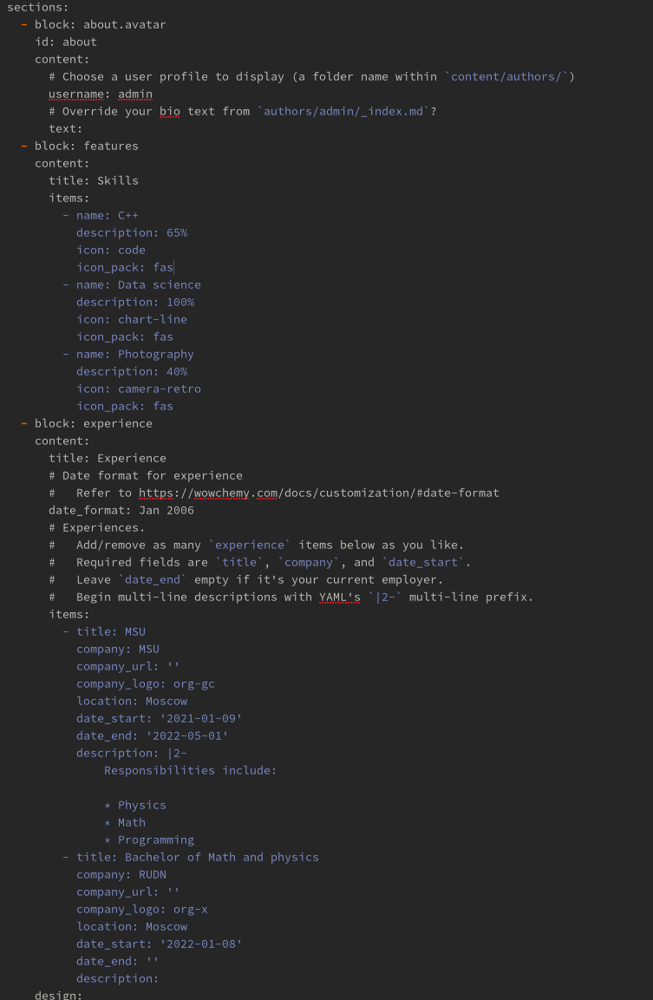 sections:
  - block: about.avatar
    id: about
    content:
      # Choose a user profile to display (a folder name within `content/authors/`)
      username: admin
      # Override your bio text from `authors/admin/_index.md`?
      text:
  - block: features
    content:
      title: Skills
      items:
        - name: C++
          description: 65%
          icon: code
          icon_pack: fas
        - name: Data science
          description: 100%
          icon: chart-line
          icon_pack: fas
        - name: Photography
          description: 40%
          icon: camera-retro
          icon_pack: fas
  - block: experience
    content:
      title: Experience
      # Date format for experience
      #   Refer to https://wowchemy.com/docs/customization/#date-format
      date_format: Jan 2006
      # Experiences.
      #   Add/remove as many `experience` items below as you like.
      #   Required fields are `title`, `company`, and `date_start`.
      #   Leave `date_end` empty if it's your current employer.
      #   Begin multi-line descriptions with YAML's `|2-` multi-line prefix.
      items:
        - title: MSU
          company: MSU
          company_url: ''
          company_logo: org-gc
          location: Moscow
          date_start: '2021-01-09'
          date_end: '2022-05-01'
          description: |2-
              Responsibilities include:

              * Physics
              * Math
              * Programming
        - title: Bachelor of Math and physics
          company: RUDN
          company_url: ''
          company_logo: org-x
          location: Moscow
          date_start: '2022-01-08'
          date_end: ''
          description:
    design: